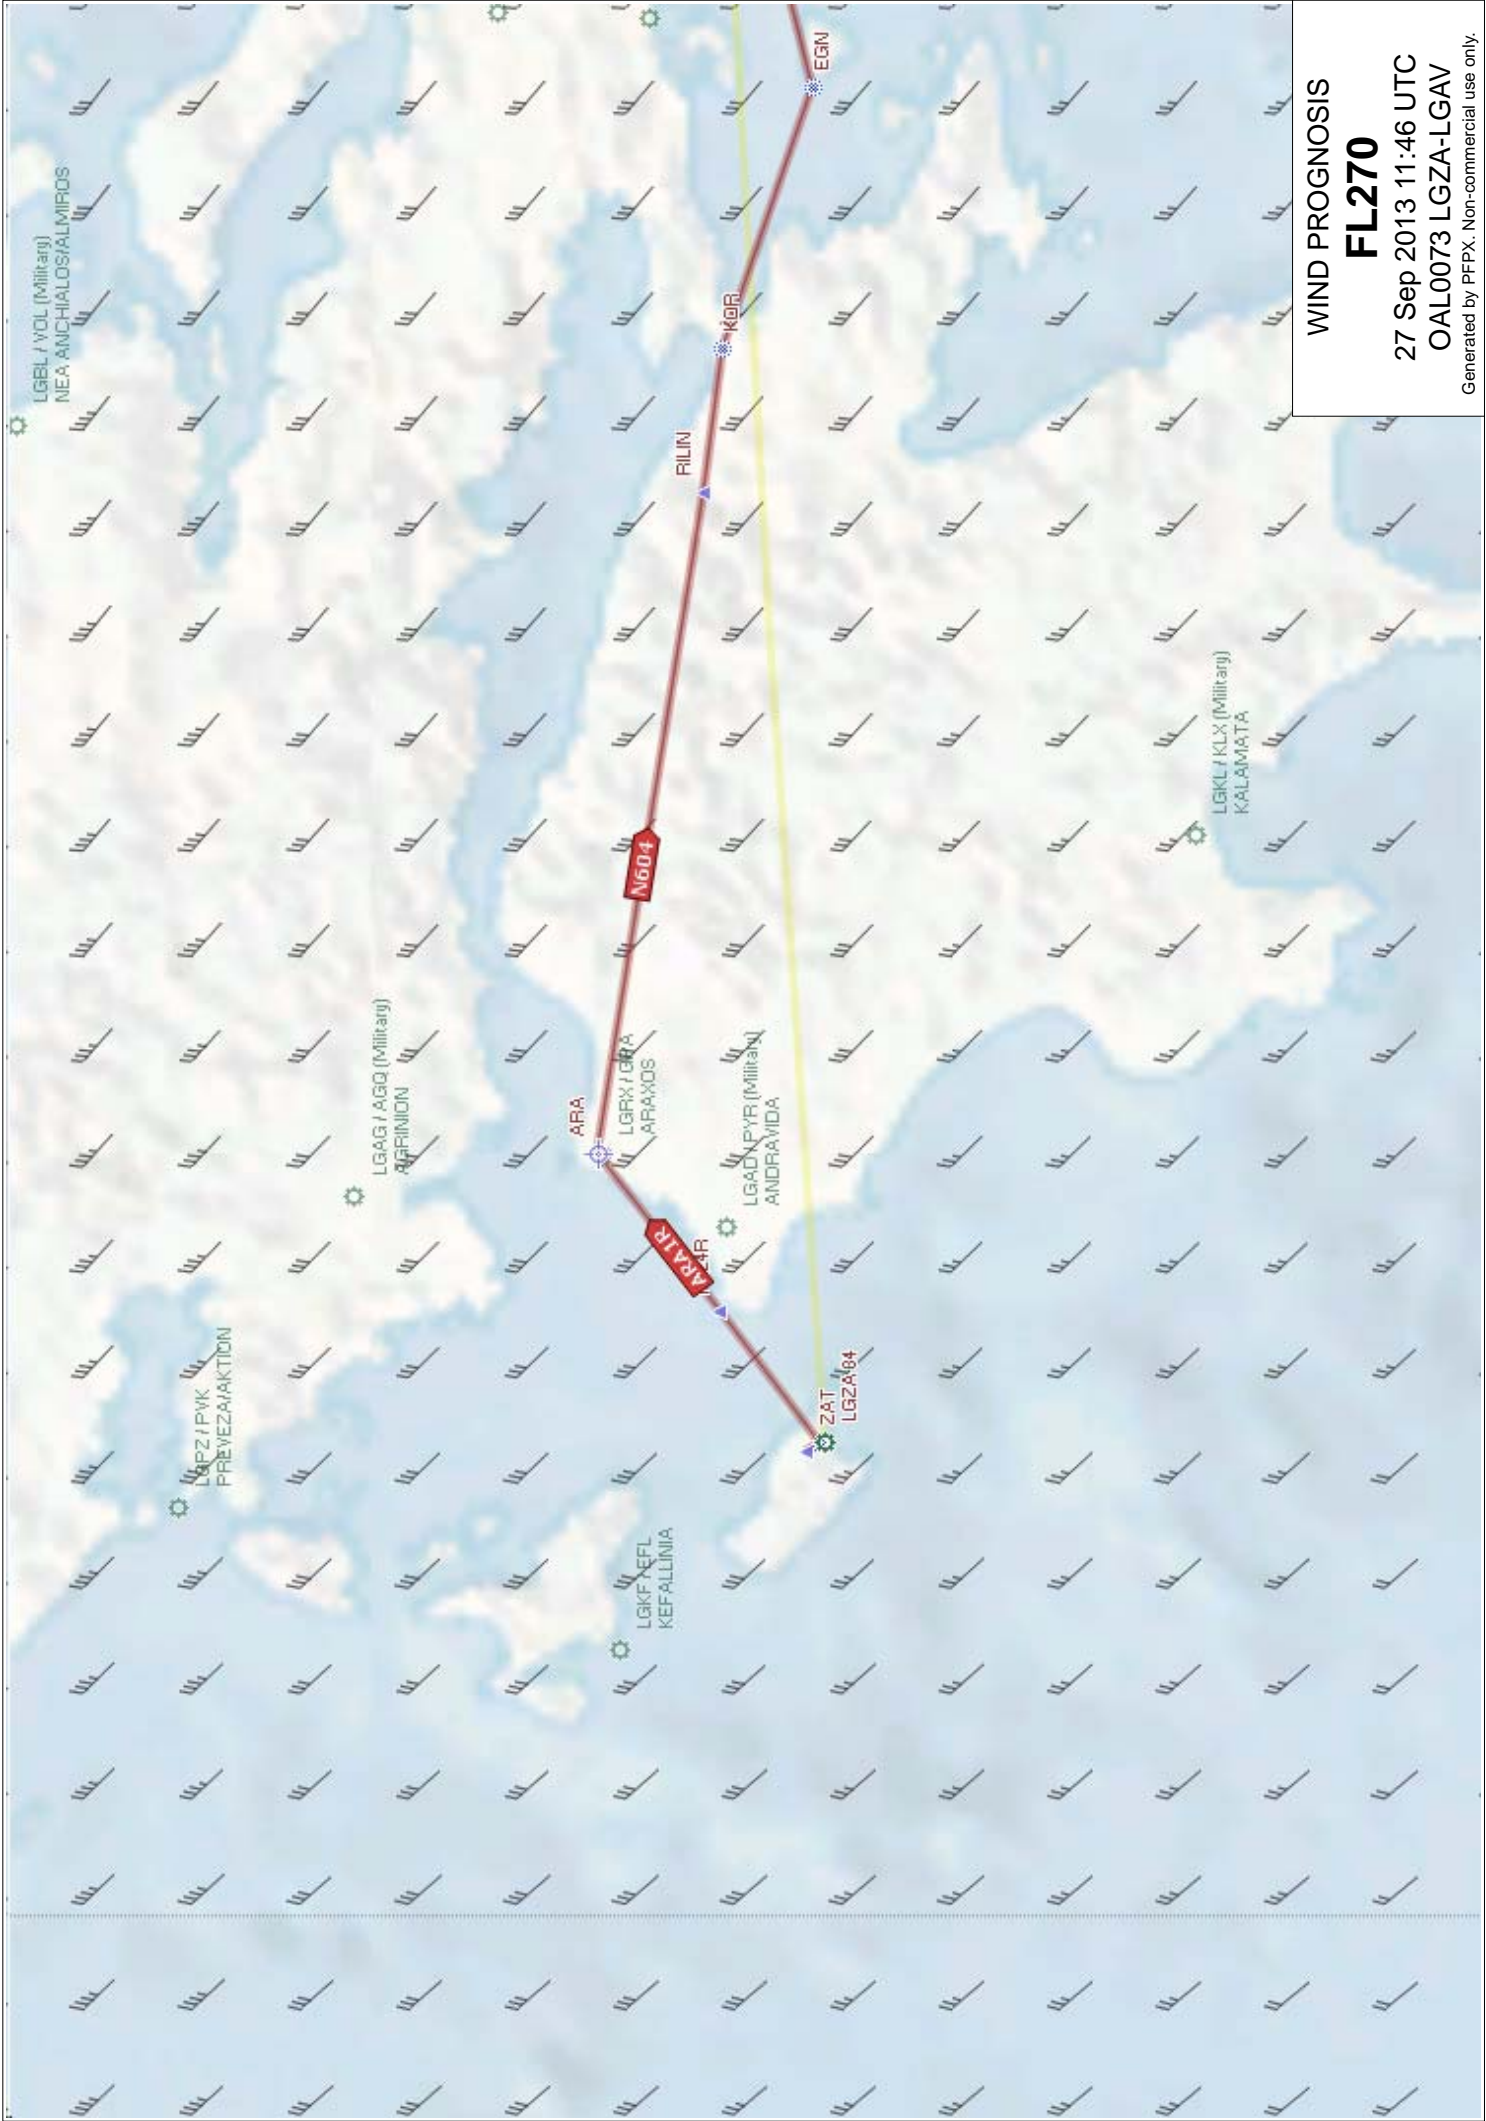 WIND PROGNOSIS
FL270
27 Sep 2013 11:46 UTC
OAL0073 LGZA-LGAV
Generated by PFPX. Non-commercial use only.
LGBL / VOL (Military)
NEA ANCHIALOS/ALMIROS
EGN
KOR
RILIN
N604
ARA
LGRX / GPA
ARAXOS
LGAG / AGQ (Military)
AGRINION
LGAD / PYR (Military)
ANDRAVIDA
ARA1R
LGKL / KLX (Military)
KALAMATA
LGPZ / PVK
PREVEZA/AKTION
ZAT
LGZA-84
LGKF / EFL
KEFALLINIA